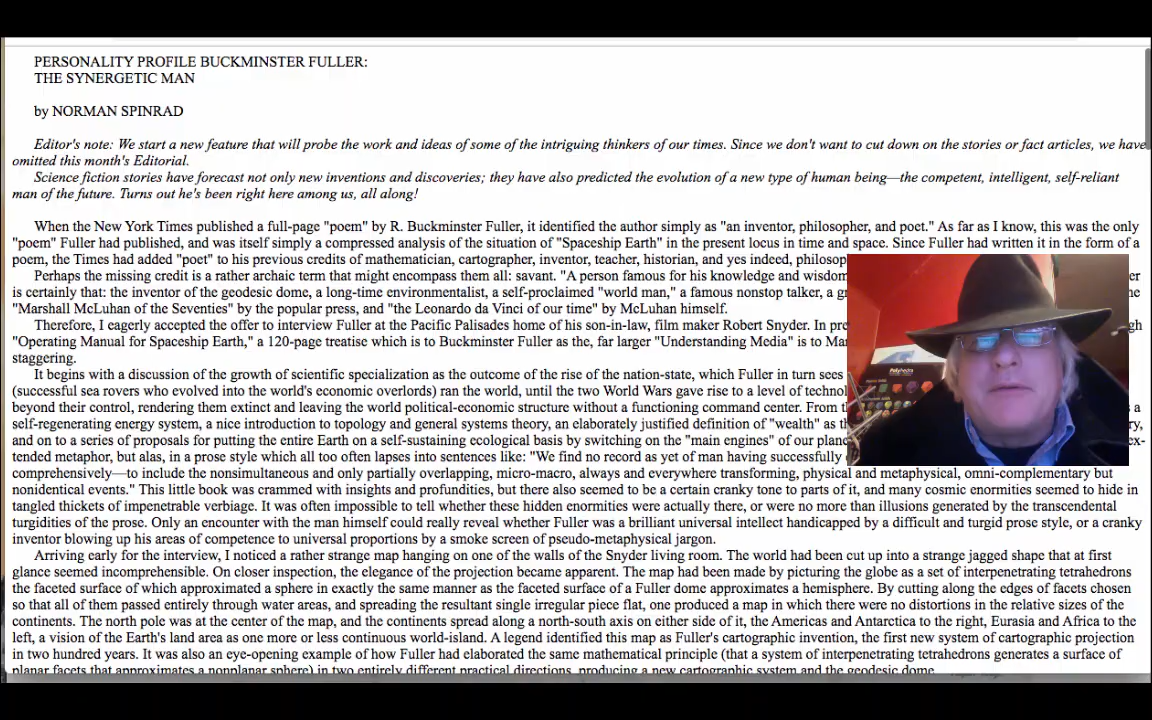 PERSONALITY PROFILE BUCKMINSTER FULLER:
THE SYNERGETIC MAN
by NORMAN SPINRAD
Editor's note: We start a new feature that will probe the work and ideas of some of the intriguing thinkers of our times. Since we don't want to cut down on the stories or fact articles, we have
omitted this month's Editorial.
Science fiction stories have forecast not only new inventions and discoveries; they have also predicted the evolution of a new type of human being—the competent, intelligent, self-reliant
man of the future. Turns out he's been right here among us, all along!
When the New York Times published a full-page "poem" by R. Buckminster Fuller, it identified the author simply as "an inventor, philosopher, and poet." As far as I know, this was the only
"poem" Fuller had published, and was itself simply a compressed analysis of the situation of "Spaceship Earth" in the present locus in time and space. Since Fuller had written it in the form of a
poem, the Times had added "poet" to his previous credits of mathematician, cartographer, inventor, teacher, historian, and yes indeed,
Perhaps the missing credit is a rather archaic term that might encompass them all: savant. "A person famous for his knowledge and wisdom
is certainly that: the inventor of the geodesic dome, a long-time environmentalist, a self-proclaimed "world man," a famous nonstop talker, a
"Marshall McLuhan of the Seventies" by the popular press, and "the Leonardo da Vinci of our time" by McLuhan himself.
Therefore, I eagerly accepted the offer to interview Fuller at the Pacific Palisades home of his son-in-law, film maker Robert Snyder. In
"Operating Manual for Spaceship Earth," a 120-page treatise which is to Buckminster Fuller as the, far larger "Understanding Media" is to
staggering.
It begins with a discussion of the growth of scientific specialization as the outcome of the rise of the nation-state, which Fuller in turn sees
(successful sea rovers who evolved into the world's economic overlords) ran the world, until the two World Wars gave rise to a level of
beyond their control, rendering them extinct and leaving the world political-economic structure without a functioning command center. From a
self-regenerating energy system, a nice introduction to topology and general systems theory, an elaborately justified definition of "wealth" as
and on to a series of proposals for putting the entire Earth on a self-sustaining ecological basis by switching on the "main engines" of our ex-
tended metaphor, but alas, in a prose style which all too often lapses into sentences like: "We find no record as yet of man having successfully
comprehensively—to include the nonsimultaneous and only partially overlapping, micro-macro, always and everywhere transforming, physical and metaphysical, omni-complementary but
nonidentical events." This little book was crammed with insights and profundities, but there also seemed to be a certain cranky tone to parts of it, and many cosmic enormities seemed to hide in
tangled thickets of impenetrable verbiage. It was often impossible to tell whether these hidden enormities were actually there, or were no more than illusions generated by the transcendental
turgidities of the prose. Only an encounter with the man himself could really reveal whether Fuller was a brilliant universal intellect handicapped by a difficult and turgid prose style, or a cranky
inventor blowing up his areas of competence to universal proportions by a smoke screen of pseudo-metaphysical jargon.
Arriving early for the interview, I noticed a rather strange map hanging on one of the walls of the Snyder living room. The world had been cut up into a strange jagged shape that at first
glance seemed incomprehensible. On closer inspection, the elegance of the projection became apparent. The map had been made by picturing the globe as a set of interpenetrating tetrahedrons
the faceted surface of which approximated a sphere in exactly the same manner as the faceted surface of a Fuller dome approximates a hemisphere. By cutting along the edges of facets chosen
so that all of them passed entirely through water areas, and spreading the resultant single irregular piece flat, one produced a map in which there were no distortions in the relative sizes of the
continents. The north pole was at the center of the map, and the continents spread along a north-south axis on either side of it, the Americas and Antarctica to the right, Eurasia and Africa to the
left, a vision of the Earth's land area as one more or less continuous world-island. A legend identified this map as Fuller's cartographic invention, the first new system of cartographic projection
in two hundred years. It was also an eye-opening example of how Fuller had elaborated the same mathematical principle (that a system of interpenetrating tetrahedrons generates a surface of
planar facets that approximates a nonplanar sphere) in two entirely different practical directions, producing a new cartographic system and the geodesic dome.
Polyhedra